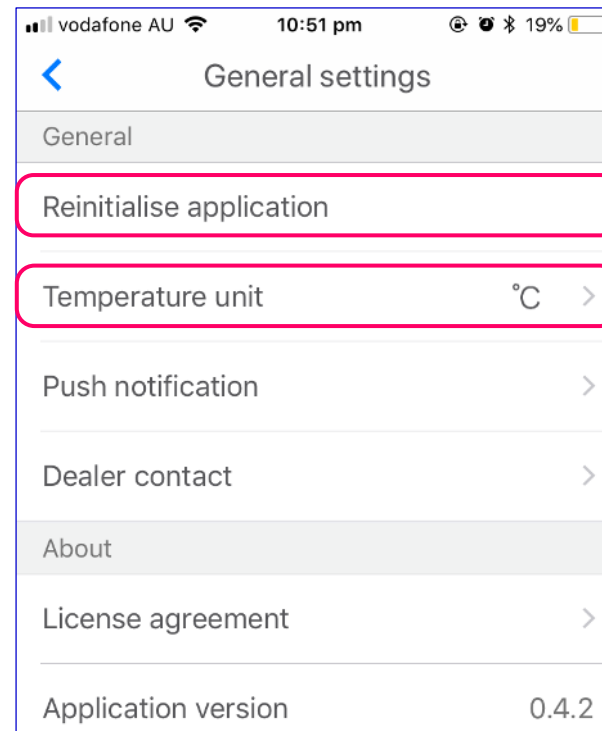 vodafone AU 10:51 pm 19%
General settings
General
Reinitialise application
Temperature unit °C
Push notification
Dealer contact
About
License agreement
Application version 0.4.2